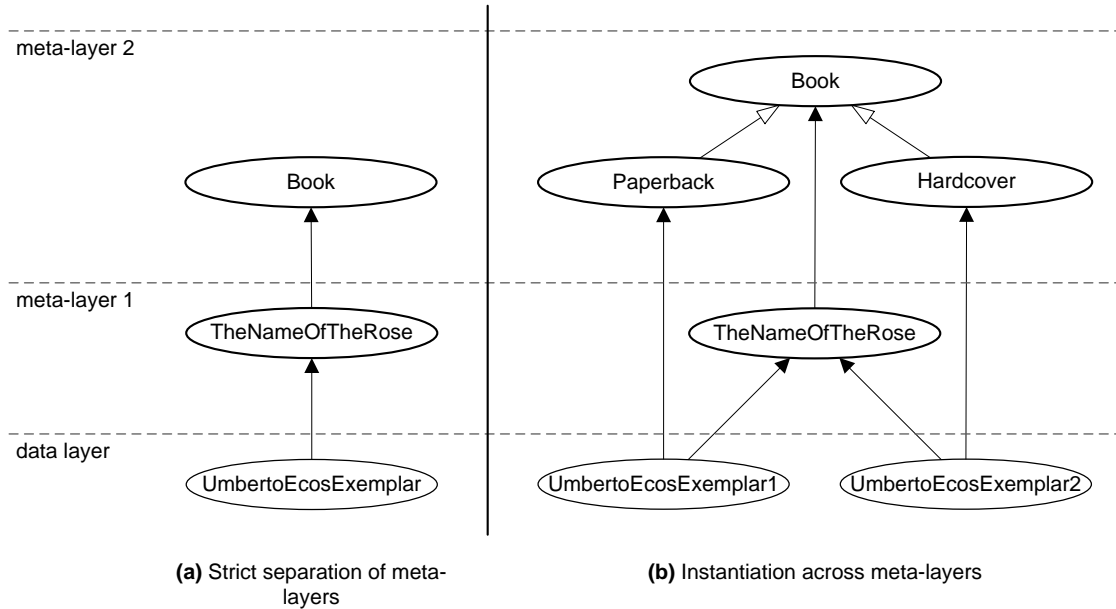 meta-layer 2
Book
Book
Paperback
Hardcover
meta-layer 1
TheNameOfTheRose
TheNameOfTheRose
data layer
UmbertoEcosExemplar
UmbertoEcosExemplar1
UmbertoEcosExemplar2
(a) Strict separation of meta-
layers
(b) Instantiation across meta-layers